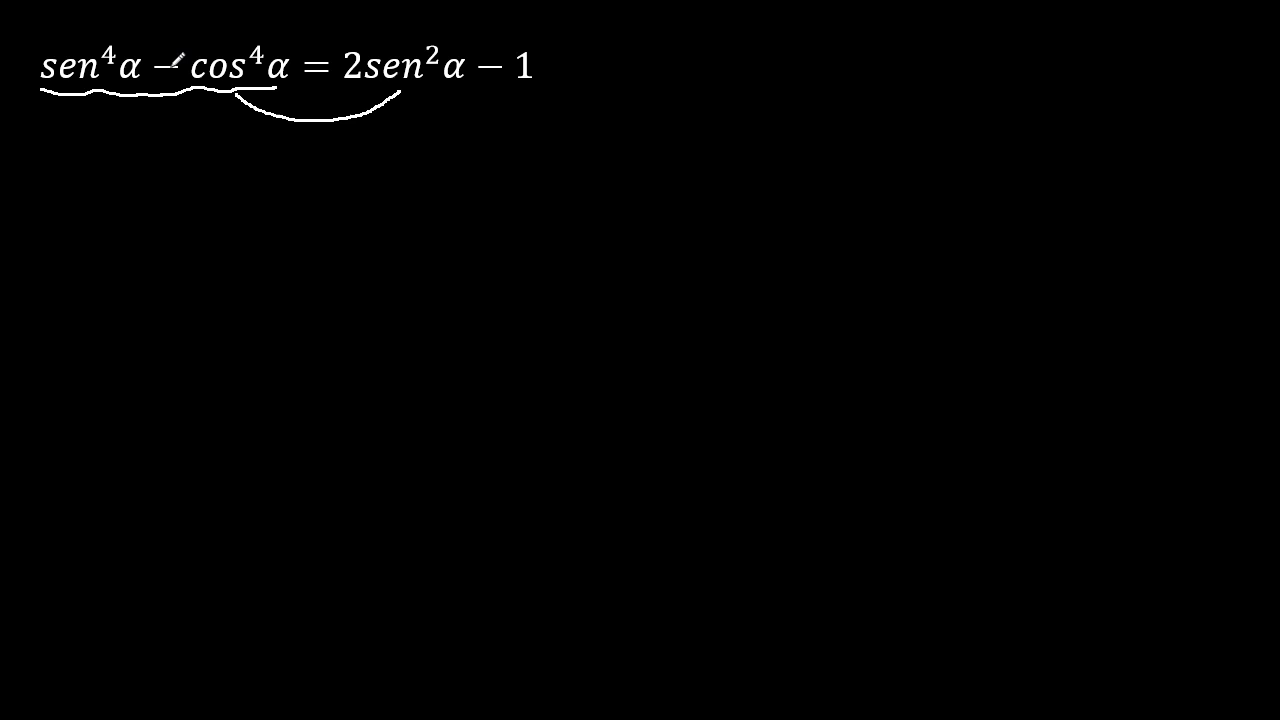 sen⁴α − cos⁴α = 2sen²α − 1